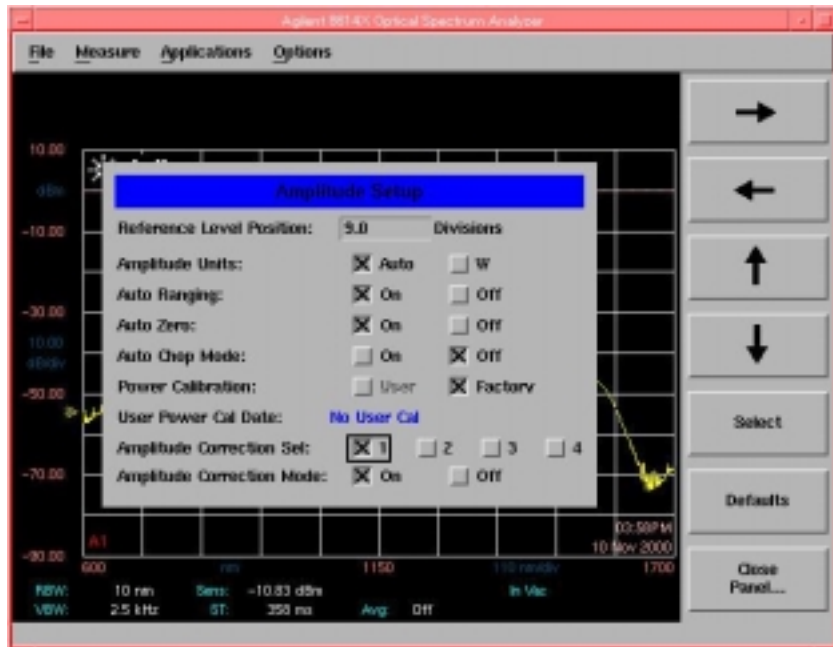 Agilent 8614X Optical Spectrum Analyzer
File Measure Applications Options
10.00
dBm
-10.00
-30.00
10.00
dB/div
-50.00
-70.00
-90.00
Amplitude Setup
Reference Level Position: 9.0 Divisions
Amplitude Units: Auto W
Auto Ranging: On Off
Auto Zero: On Off
Auto Chop Mode: On Off
Power Calibration: User Factory
User Power Cal Date: No User Cal
Amplitude Correction Set: 1 2 3 4
Amplitude Correction Mode: On Off
A1
03:58PM
10 Nov 2000
600 nm 1150 110 nm/div 1700
RBW: 10 nm Sens: -10.83 dBm In Vac
VBW: 2.5 kHz ST: 358 ms Avg: Off
Select
Defaults
Close
Panel....